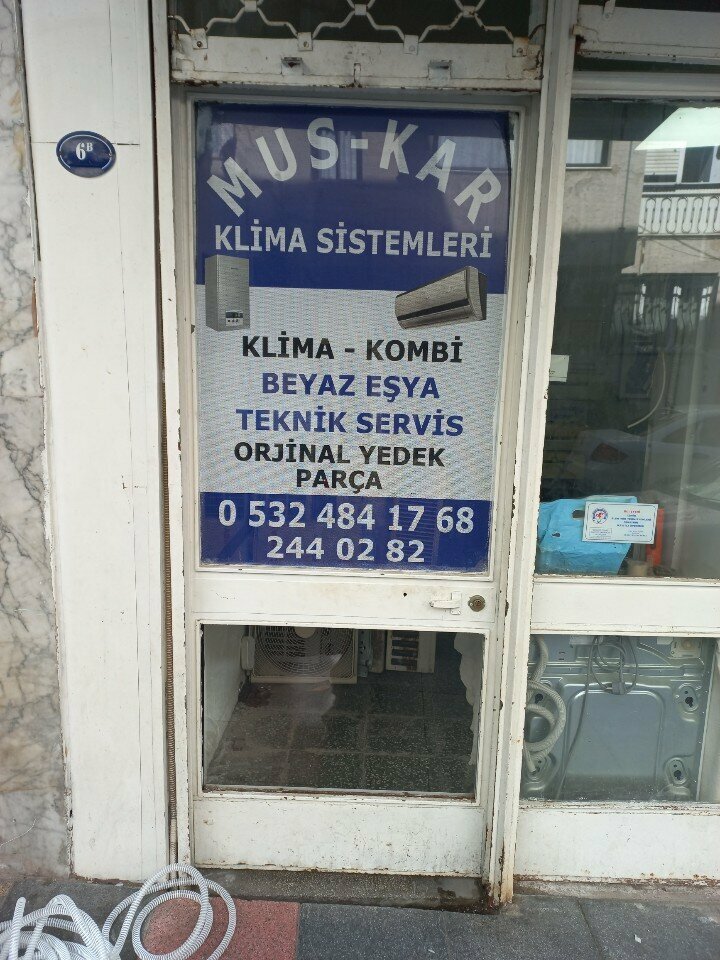 6B
MUS-KAR
KLİMA SİSTEMLERİ
KLİMA - KOMBİ
BEYAZ EŞYA
TEKNİK SERVİS
ORJİNAL YEDEK
PARÇA
0 532 484 17 68
244 02 82